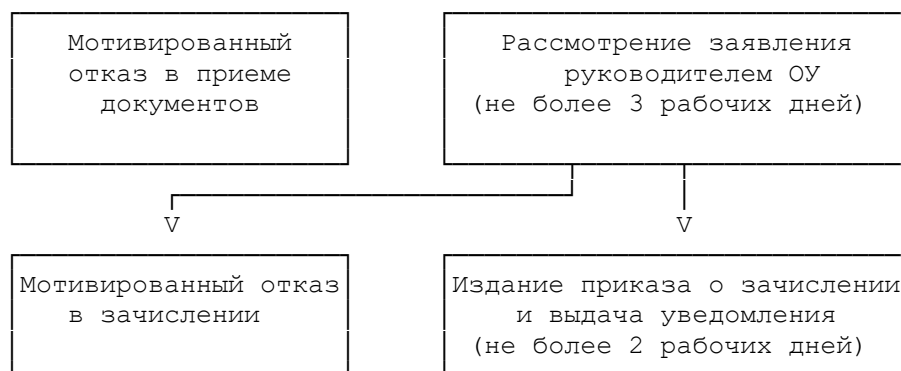 Мотивированный
отказ в приеме
документов
Рассмотрение заявления
руководителем ОУ
(не более 3 рабочих дней)
V
V
Мотивированный отказ
в зачислении
Издание приказа о зачислении
и выдача уведомления
(не более 2 рабочих дней)